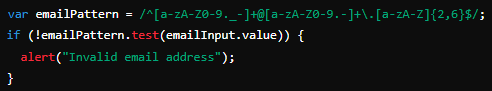 var emailPattern = /^[a-zA-Z0-9._-]+@[a-zA-Z0-9.-]+\.[a-zA-Z]{2,6}$/;
if (!emailPattern.test(emailInput.value)) {
alert("Invalid email address");
}